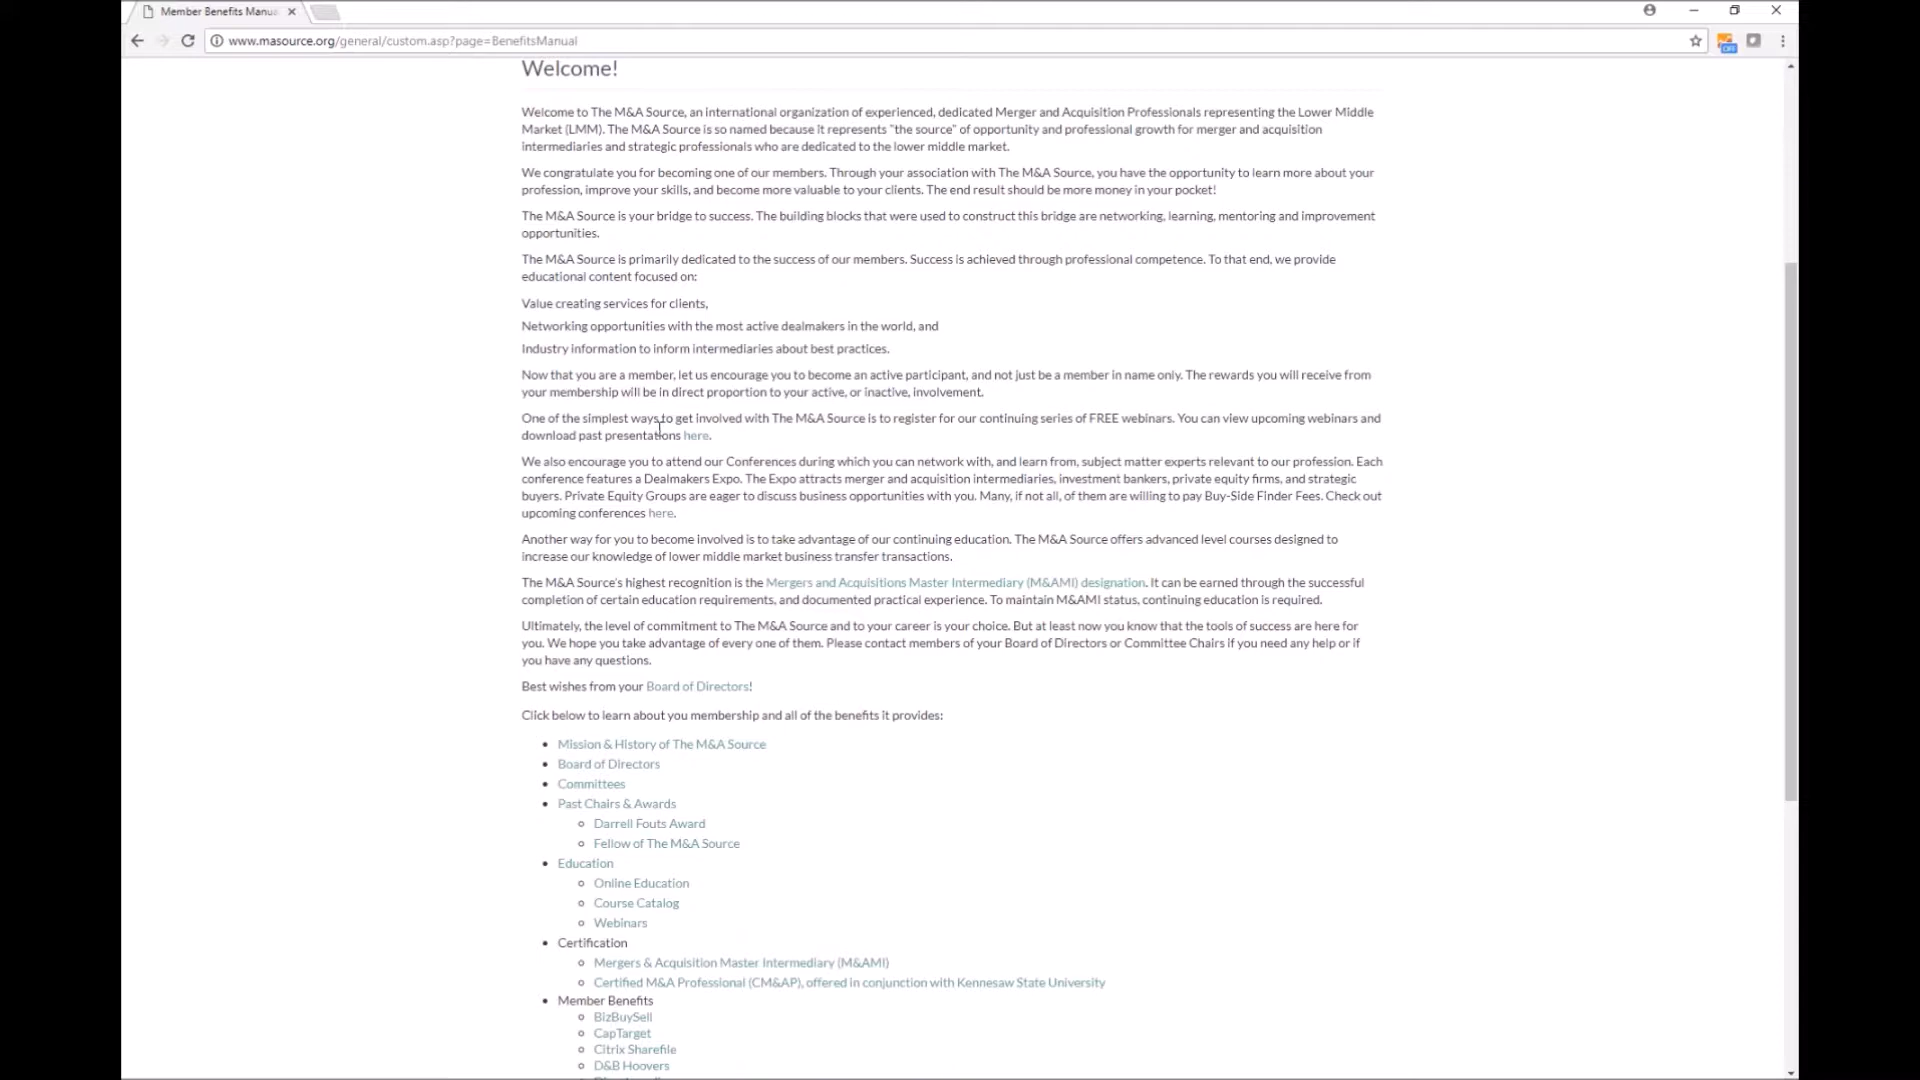 Member Benefits Manua
www.masource.org/general/custom.asp?page=BenefitsManual
OFF
Welcome!
Welcome to The M&A Source, an international organization of experienced, dedicated Merger and Acquisition Professionals representing the Lower Middle
Market (LMM). The M&A Source is so named because it represents "the source" of opportunity and professional growth for merger and acquisition
intermediaries and strategic professionals who are dedicated to the lower middle market.
We congratulate you for becoming one of our members. Through your association with The M&A Source, you have the opportunity to learn more about your
profession, improve your skills, and become more valuable to your clients. The end result should be more money in your pocket!
The M&A Source is your bridge to success. The building blocks that were used to construct this bridge are networking, learning, mentoring and improvement
opportunities.
The M&A Source is primarily dedicated to the success of our members. Success is achieved through professional competence. To that end, we provide
educational content focused on:
Value creating services for clients,
Networking opportunities with the most active dealmakers in the world, and
Industry information to inform intermediaries about best practices.
Now that you are a member, let us encourage you to become an active participant, and not just be a member in name only. The rewards you will receive from
your membership will be in direct proportion to your active, or inactive, involvement.
One of the simplest ways to get involved with The M&A Source is to register for our continuing series of FREE webinars. You can view upcoming webinars and
download past presentations here.
We also encourage you to attend our Conferences during which you can network with, and learn from, subject matter experts relevant to our profession. Each
conference features a Dealmakers Expo. The Expo attracts merger and acquisition intermediaries, investment bankers, private equity firms, and strategic
buyers. Private Equity Groups are eager to discuss business opportunities with you. Many, if not all, of them are willing to pay Buy-Side Finder Fees. Check out
upcoming conferences here.
Another way for you to become involved is to take advantage of our continuing education. The M&A Source offers advanced level courses designed to
increase our knowledge of lower middle market business transfer transactions.
The M&A Source's highest recognition is the Mergers and Acquisitions Master Intermediary (M&AMI) designation. It can be earned through the successful
completion of certain education requirements, and documented practical experience. To maintain M&AMI status, continuing education is required.
Ultimately, the level of commitment to The M&A Source and to your career is your choice. But at least now you know that the tools of success are here for
you. We hope you take advantage of every one of them. Please contact members of your Board of Directors or Committee Chairs if you need any help or if
you have any questions.
Best wishes from your Board of Directors!
Click below to learn about you membership and all of the benefits it provides:
Mission & History of The M&A Source
Board of Directors
Committees
Past Chairs & Awards
Darrell Fouts Award
Fellow of The M&A Source
Education
Online Education
Course Catalog
Webinars
Certification
Mergers & Acquisition Master Intermediary (M&AMI)
Certified M&A Professional (CM&AP), offered in conjunction with Kennesaw State University
Member Benefits
BizBuySell
CapTarget
Citrix Sharefile
D&B Hoovers